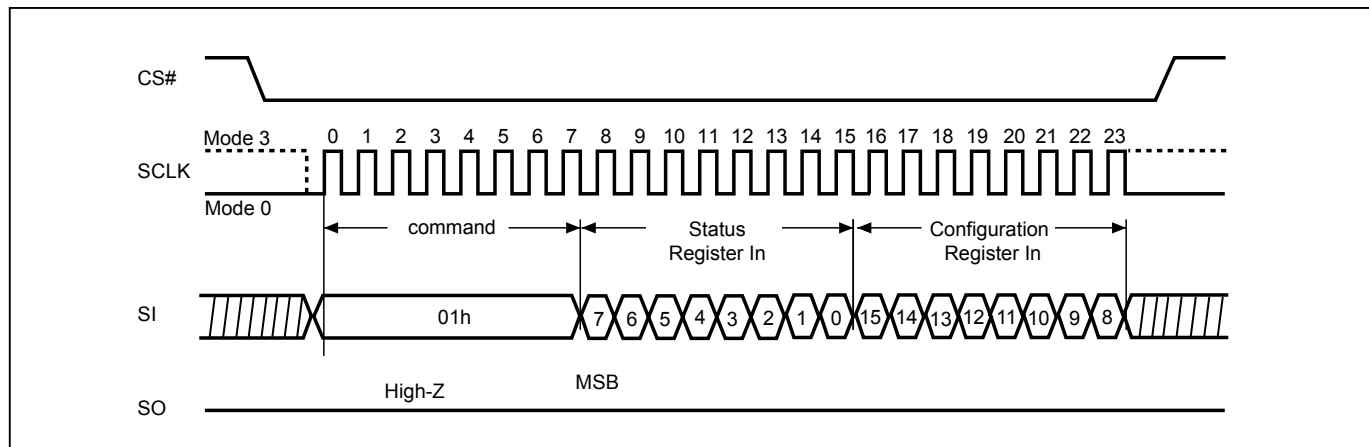 CS#
Mode 3
0 1 2 3 4 5 6 7 8 9 10 11 12 13 14 15 16 17 18 19 20 21 22 23
SCLK
Mode 0
command
Status
Register In
Configuration
Register In
SI
01h
7 6 5 4 3 2 1 0 15 14 13 12 11 10 9 8
High-Z
MSB
SO